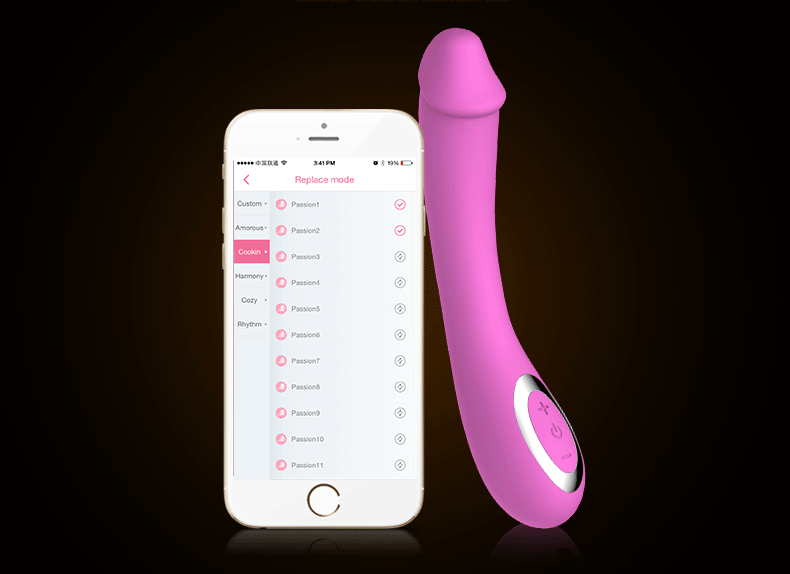 中国联通 3:41 PM 19%
Replace mode
Custom
Amorous
Cookin
Harmony
Cozy
Rhythm
Passion1
Passion2
Passion3
Passion4
Passion5
Passion6
Passion7
Passion8
Passion9
Passion10
Passion11